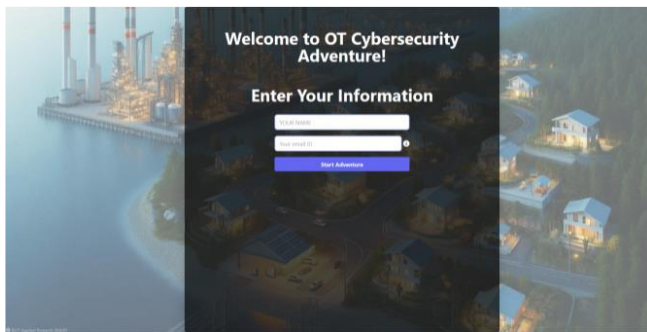 Welcome to OT Cybersecurity
Adventure!
Enter Your Information
YOUR NAME
Your email ID
Start Adventure